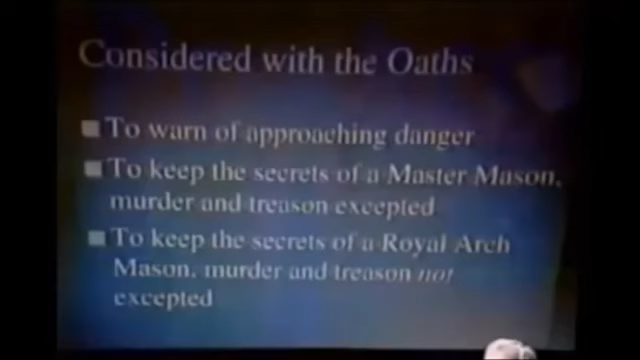 Considered with the Oaths
To warn of approaching danger
To keep the secrets of a Master Mason,
murder and treason excepted
To keep the secrets of a Royal Arch
Mason, murder and treason not
excepted